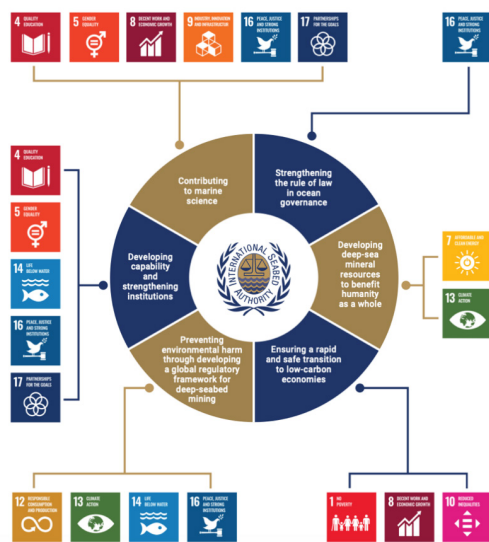 4 QUALITY
EDUCATION
5 GENDER
EQUALITY
8 DECENT WORK AND
ECONOMIC GROWTH
9 INDUSTRY, INNOVATION
AND INFRASTRUCTURE
16 PEACE, JUSTICE
AND STRONG
INSTITUTIONS
17 PARTNERSHIPS
FOR THE GOALS
16 PEACE, JUSTICE
AND STRONG
INSTITUTIONS
Contributing
to marine
science
Strengthening
the rule of law
in ocean
governance
4 QUALITY
EDUCATION
5 GENDER
EQUALITY
14 LIFE
BELOW WATER
16 PEACE, JUSTICE
AND STRONG
INSTITUTIONS
17 PARTNERSHIPS
FOR THE GOALS
Developing
capability
and
strengthening
institutions
INTERNATIONAL SEABED
AUTHORITY
Developing
deep-sea
mineral
resources
to benefit
humanity
as a whole
7 AFFORDABLE AND
CLEAN ENERGY
13 CLIMATE
ACTION
Preventing
environmental harm
through developing
a global regulatory
framework for
deep-seabed
mining
Ensuring a rapid
and safe transition
to low-carbon
economies
12 RESPONSIBLE
CONSUMPTION
AND PRODUCTION
13 CLIMATE
ACTION
14 LIFE
BELOW WATER
16 PEACE, JUSTICE
AND STRONG
INSTITUTIONS
1 NO
POVERTY
8 DECENT WORK AND
ECONOMIC GROWTH
10 REDUCED
INEQUALITIES